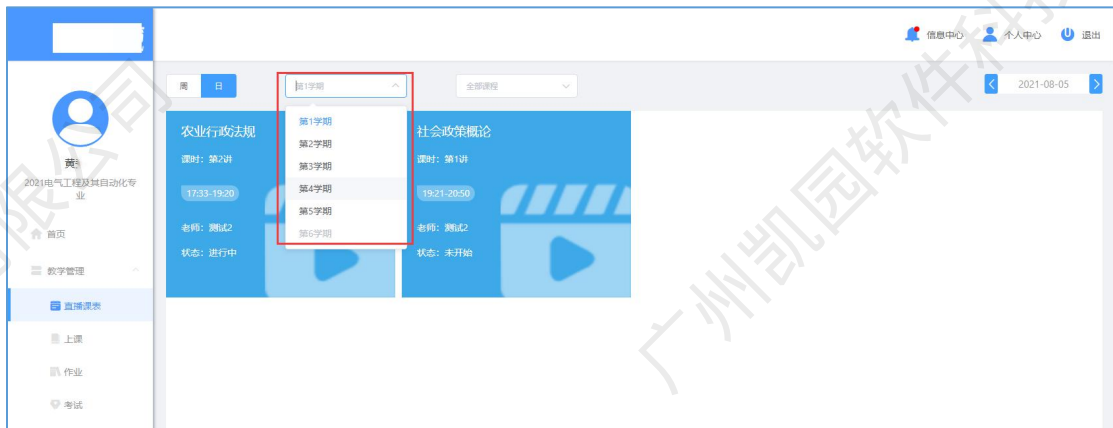 信息中心 个人中心 退出
周 日 第1学期 全部课程 2021-08-05
农业行政法规
课时：第2讲
17:33-19:20
老师：测试2
状态：进行中
第1学期
第2学期
第3学期
第4学期
第5学期
第6学期
社会政策概论
课时：第1讲
19:21-20:50
老师：测试2
状态：未开始
黄
2021电气工程及其自动化专
业
首页
教学管理
直播课表
上课
作业
考试
限公司
广州凯园软件科技